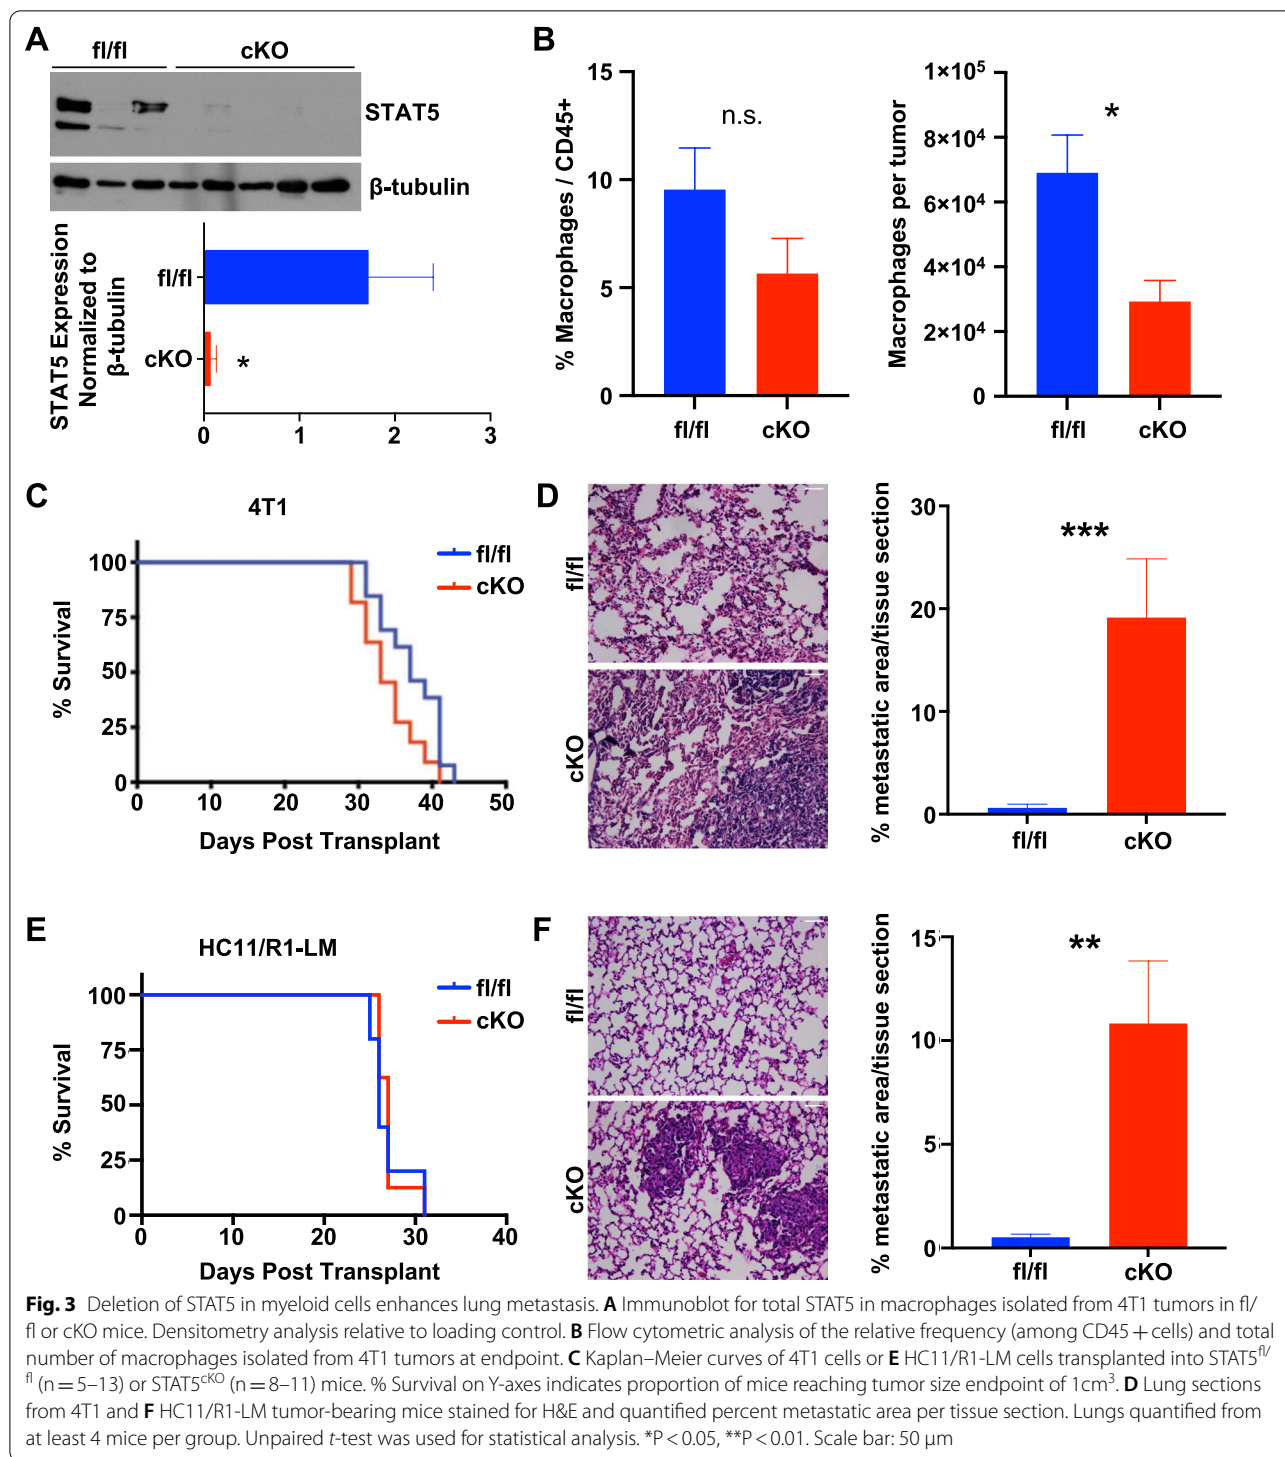 A
fl/fl
cKO
STAT5
β-tubulin
STAT5 Expression
Normalized to
β-tubulin
fl/fl
cKO
*
0
1
2
3
B
% Macrophages / CD45+
15
10
5
0
n.s.
fl/fl
cKO
Macrophages per tumor
1×10⁵
8×10⁴
6×10⁴
4×10⁴
2×10⁴
0
*
fl/fl
cKO
C
4T1
% Survival
100
75
50
25
0
fl/fl
cKO
0
10
20
30
40
50
Days Post Transplant
D
fl/fl
cKO
% metastatic area/tissue section
30
20
10
0
***
fl/fl
cKO
E
HC11/R1-LM
% Survival
100
75
50
25
0
fl/fl
cKO
0
10
20
30
40
Days Post Transplant
F
fl/fl
cKO
% metastatic area/tissue section
15
10
5
0
**
fl/fl
cKO
Fig. 3 Deletion of STAT5 in myeloid cells enhances lung metastasis. A Immunoblot for total STAT5 in macrophages isolated from 4T1 tumors in fl/
fl or cKO mice. Densitometry analysis relative to loading control. B Flow cytometric analysis of the relative frequency (among CD45 + cells) and total
number of macrophages isolated from 4T1 tumors at endpoint. C Kaplan–Meier curves of 4T1 cells or E HC11/R1-LM cells transplanted into STAT5^fl/
fl (n = 5–13) or STAT5^cKO (n = 8–11) mice. % Survival on Y-axes indicates proportion of mice reaching tumor size endpoint of 1cm³. D Lung sections
from 4T1 and F HC11/R1-LM tumor-bearing mice stained for H&E and quantified percent metastatic area per tissue section. Lungs quantified from
at least 4 mice per group. Unpaired t-test was used for statistical analysis. *P < 0.05, **P < 0.01. Scale bar: 50 μm